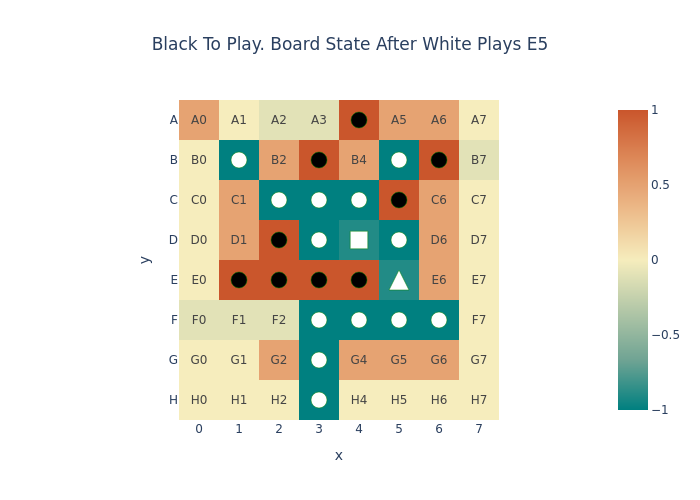 Black To Play. Board State After White Plays E5
A A0 A1 A2 A3 A5 A6 A7
B B0 B2 B4 B7
C C0 C1 C6 C7
D D0 D1 D6 D7
E E0 E6 E7
F F0 F1 F2 F7
G G0 G1 G2 G4 G5 G6 G7
H H0 H1 H2 H4 H5 H6 H7
0 1 2 3 4 5 6 7
x
y
1
0.5
0
−0.5
−1